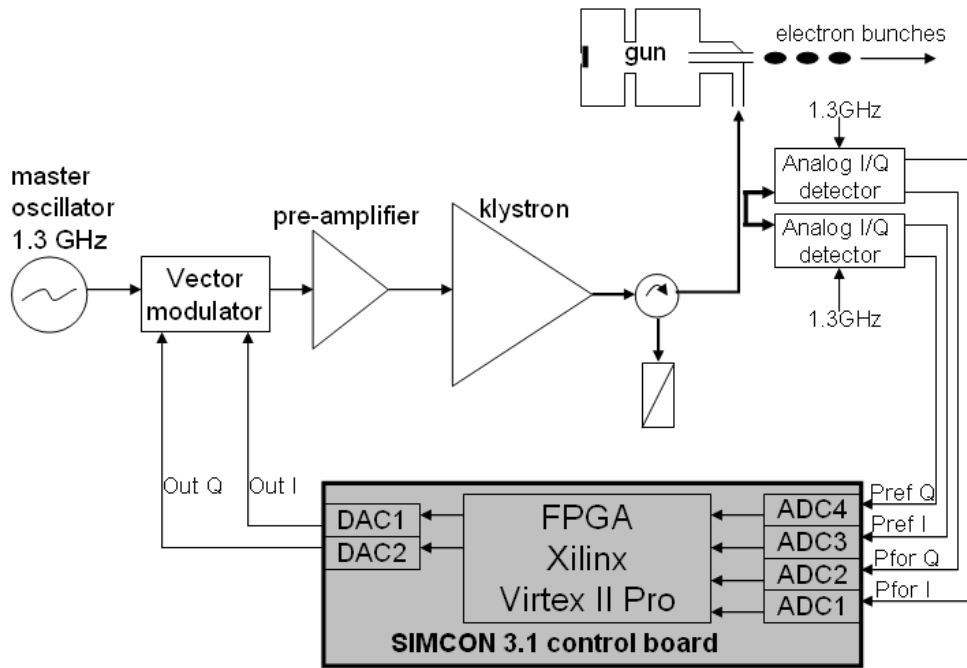 electron bunches
gun
1.3GHz
Analog I/Q
detector
Analog I/Q
detector
1.3GHz
master
oscillator
1.3 GHz
pre-amplifier
klystron
Vector
modulator
Out Q
Out I
Pref Q
Pref I
Pfor Q
Pfor I
DAC1
DAC2
FPGA
Xilinx
Virtex II Pro
ADC4
ADC3
ADC2
ADC1
SIMCON 3.1 control board